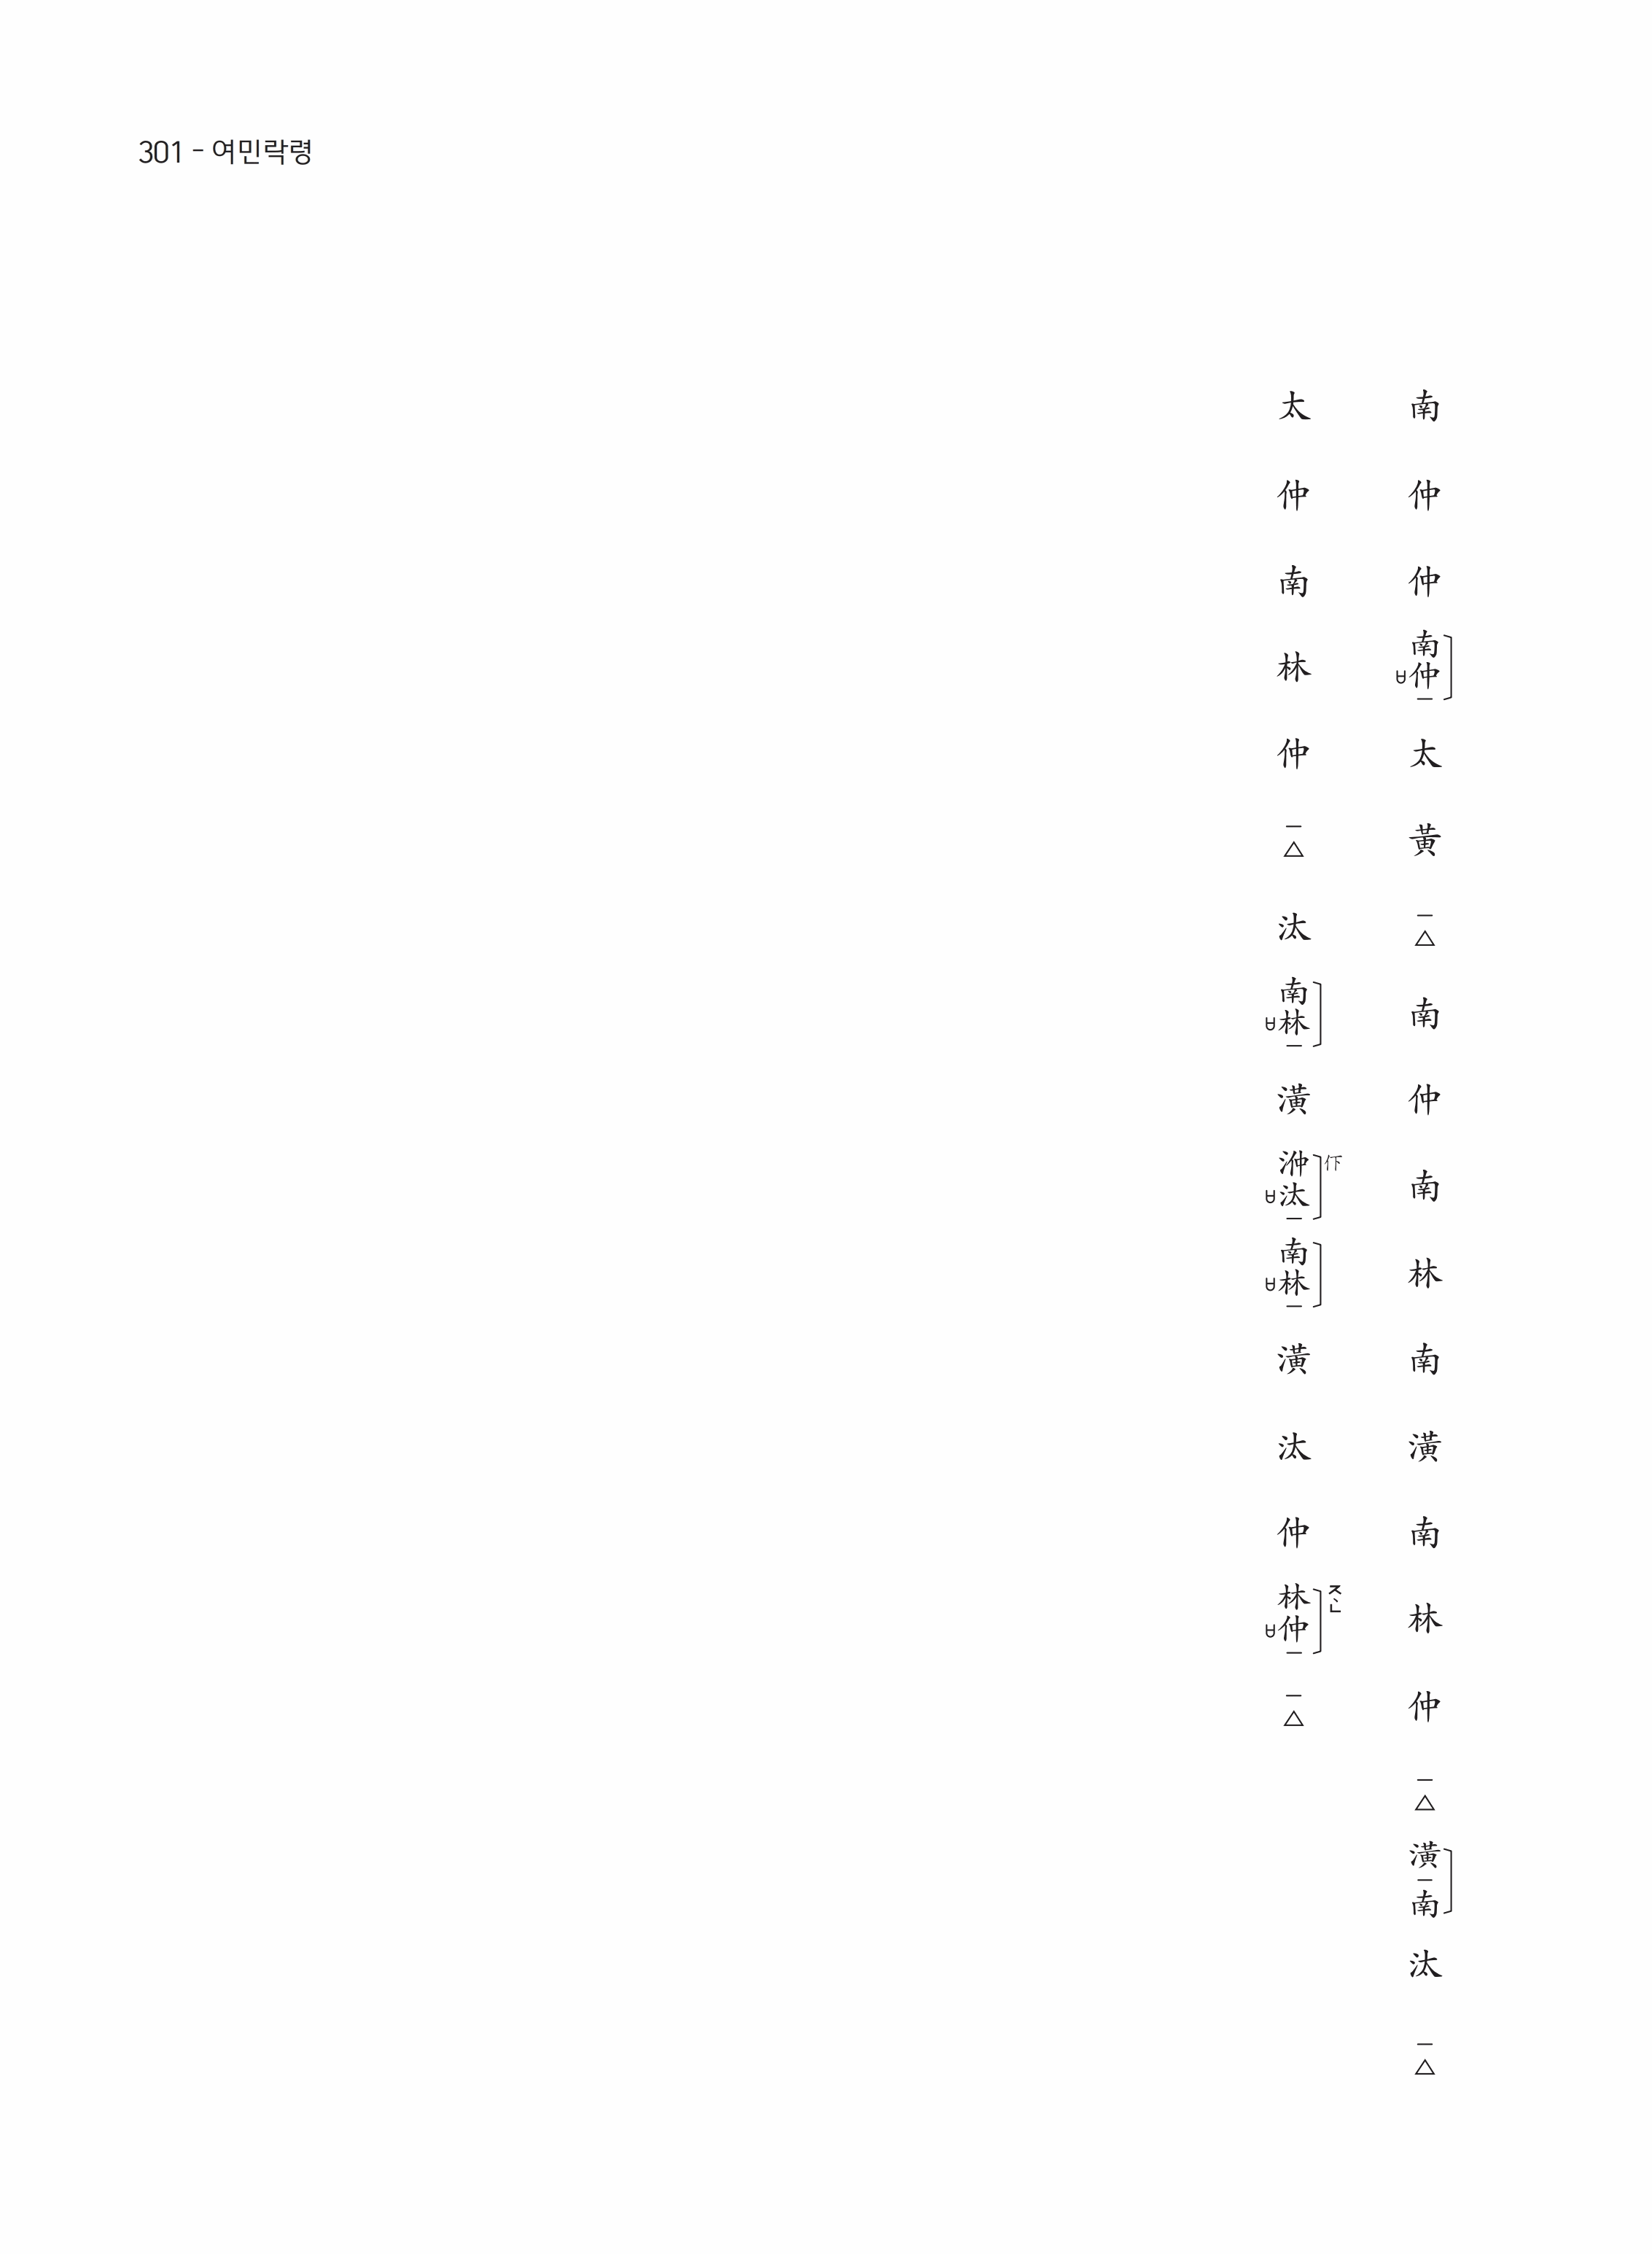 301 - 여민락령
南 仲 仲 南ㅂ仲一 太 黃 一△ 南 仲 南 林 南 潢 南 林 仲 一△ 潢一南 汰 一△
太 仲 南 林 仲 一△ 汰 南ㅂ林一 潢 㳞ㅂ汰一 南ㅂ林一 潢 汰 仲 林ㅂ仲一 一△